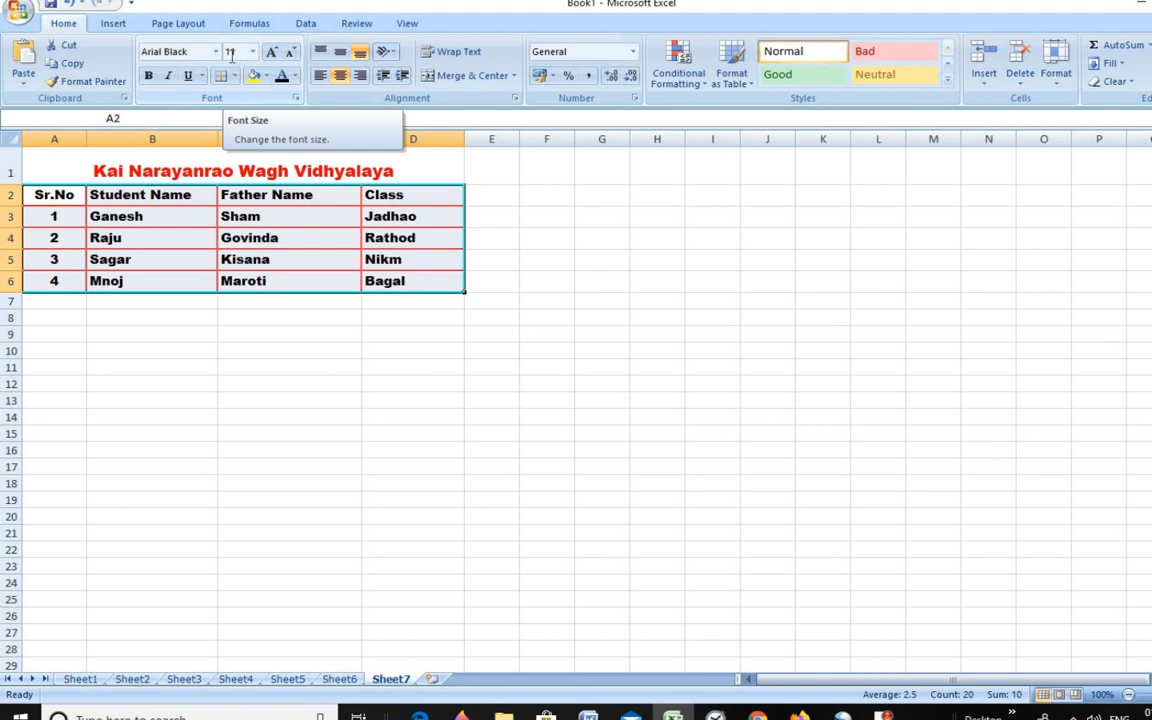 Book1 - Microsoft Excel
Home Insert Page Layout Formulas Data Review View
Cut
Copy
Format Painter
Paste
Clipboard
Arial Black 11
B I U A
Font
Wrap Text
Merge & Center
Alignment
General
% ,
Number
Conditional Formatting
Format as Table
Normal Bad
Good Neutral
Styles
Insert Delete Format
Cells
Σ AutoSum
Fill
Clear
A2
Font Size
Change the font size.
A B D E F G H I J K L M N O P
1 Kai Narayanrao Wagh Vidhyalaya
2 Sr.No Student Name Father Name Class
3 1 Ganesh Sham Jadhao
4 2 Raju Govinda Rathod
5 3 Sagar Kisana Nikm
6 4 Mnoj Maroti Bagal
7
8
9
10
11
12
13
14
15
16
17
18
19
20
21
22
23
24
25
26
27
28
29
Sheet1 Sheet2 Sheet3 Sheet4 Sheet5 Sheet6 Sheet7
Ready Average: 2.5 Count: 20 Sum: 10 100%
Type here to search
Desktop
ENG